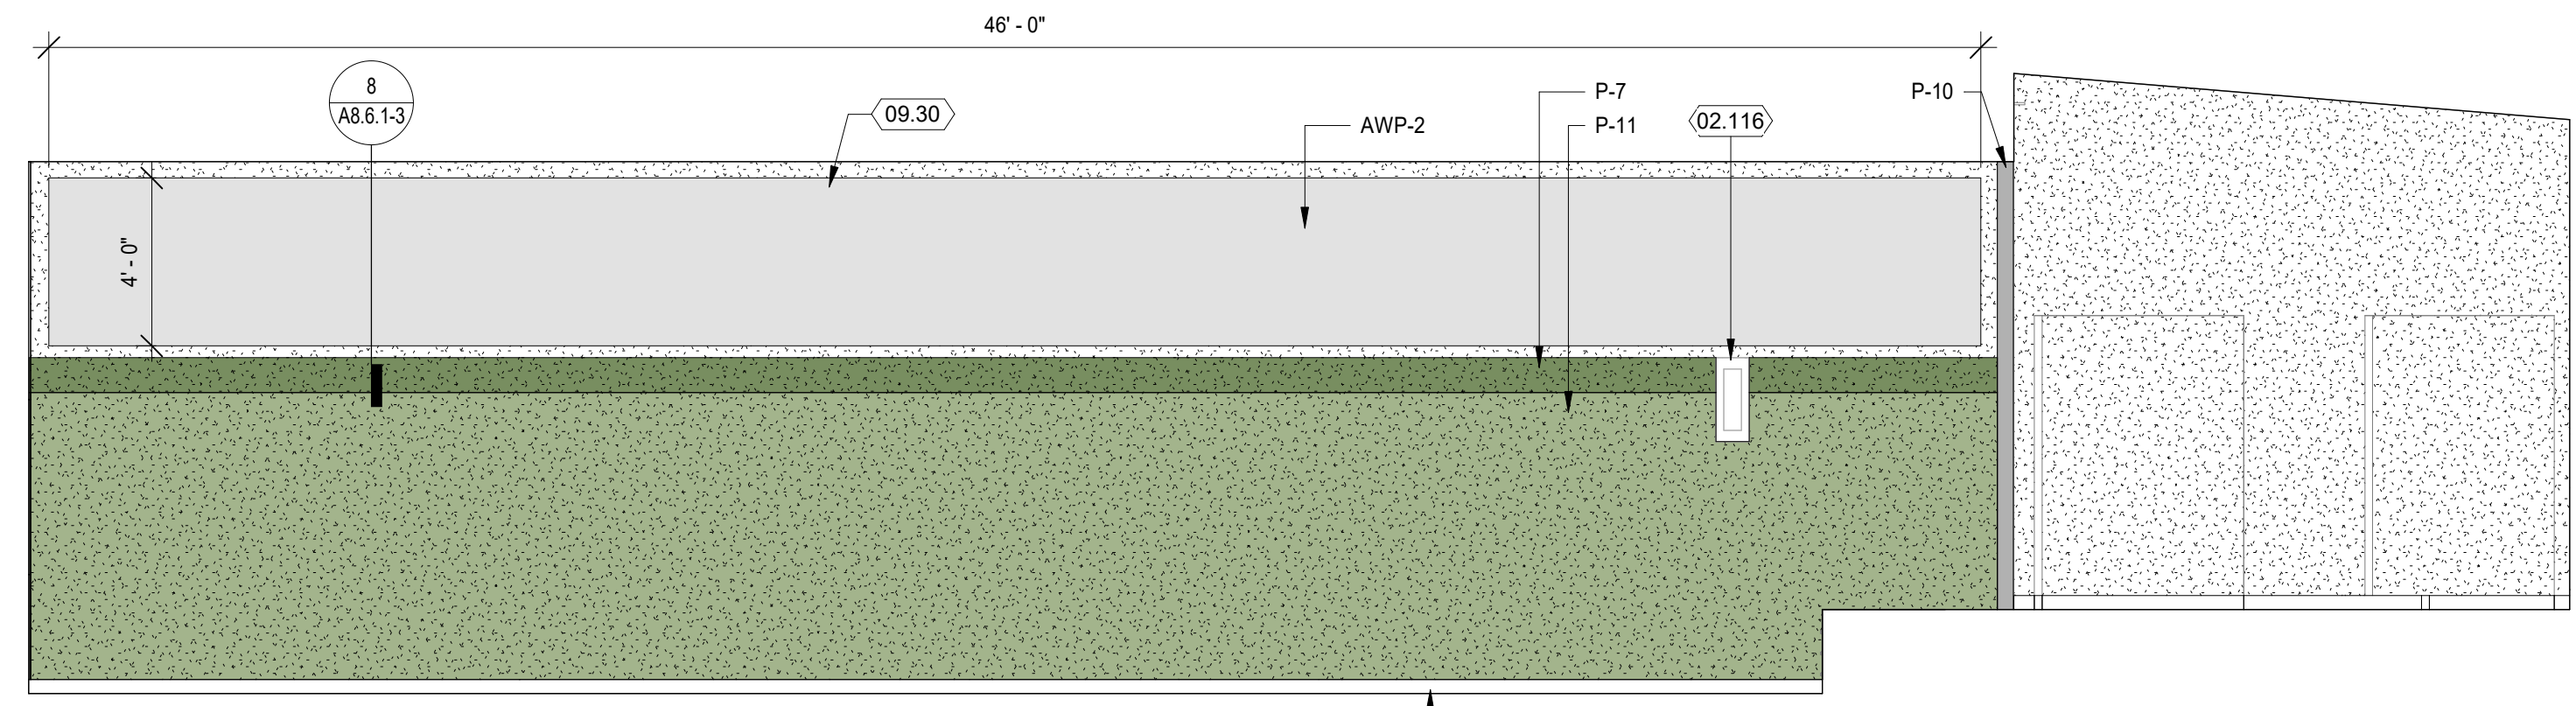 46' - 0"
8
A8.6.1-3
09.30
AWP-2
P-7
P-11
02.116
P-10
4' - 0"